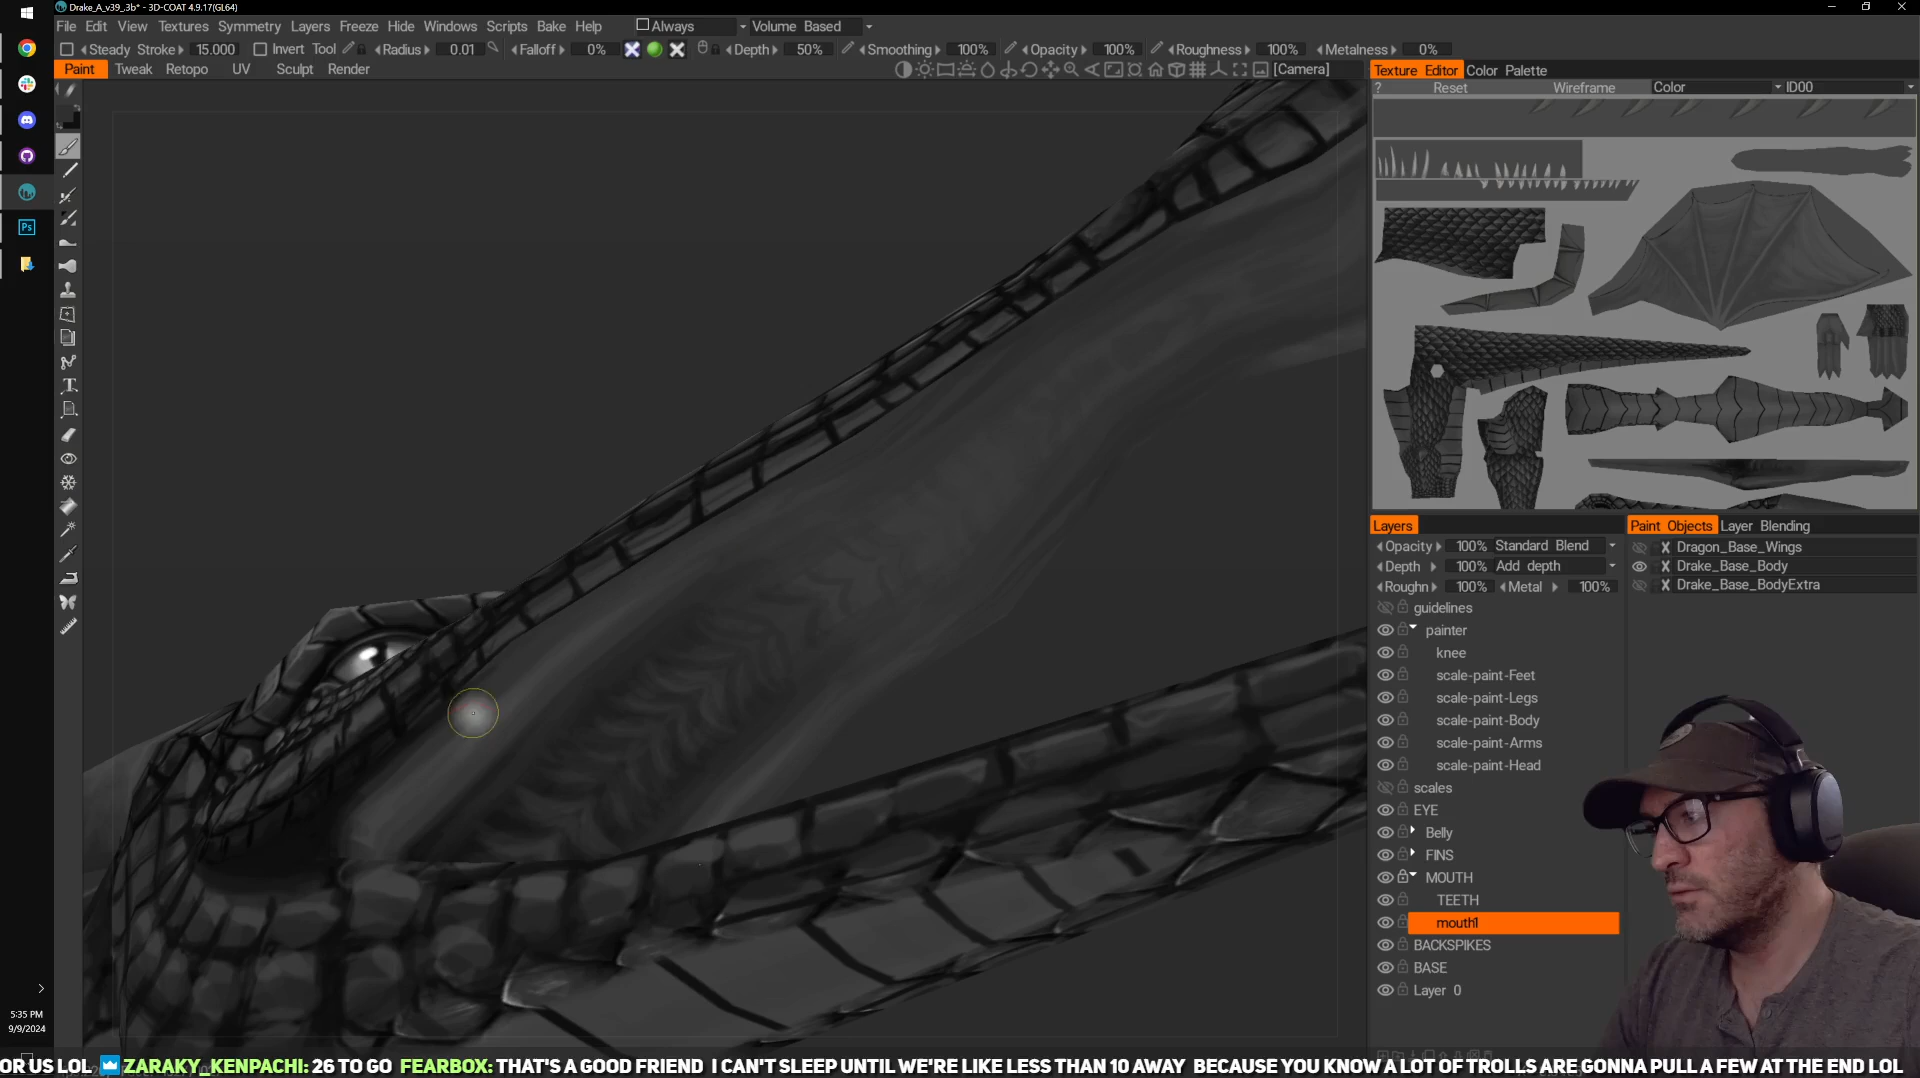 Drake_A_v39_.3b* - 3D-COAT 4.9.17(GL64)
File Edit View Textures Symmetry Layers Freeze Hide Windows Scripts Bake Help Always Volume Based
Steady Stroke 15.000 Invert Tool Radius 0.01 Falloff 0% Depth 50% Smoothing 100% Opacity 100% Roughness 100% Metalness 0%
Paint Tweak Retopo UV Sculpt Render [Camera]
Texture Editor Color Palette
? Reset Wireframe Color ID00
Ps
Layers
Opacity 100% Standard Blend
Depth 100% Add depth
Roughn 100% Metal 100%
guidelines
painter
knee
scale-paint-Feet
scale-paint-Legs
scale-paint-Body
scale-paint-Arms
scale-paint-Head
scales
EYE
Belly
FINS
MOUTH
TEETH
mouth1
BACKSPIKES
BASE
Layer 0
Paint Objects Layer Blending
Dragon_Base_Wings
Drake_Base_Body
Drake_Base_BodyExtra
5:35 PM
9/9/2024
OR US LOL ZARAKY_KENPACHI: 26 TO GO FEARBOX: THAT'S A GOOD FRIEND I CAN'T SLEEP UNTIL WE'RE LIKE LESS THAN 10 AWAY BECAUSE YOU KNOW A LOT OF TROLLS ARE GONNA PULL A FEW AT THE END LOL